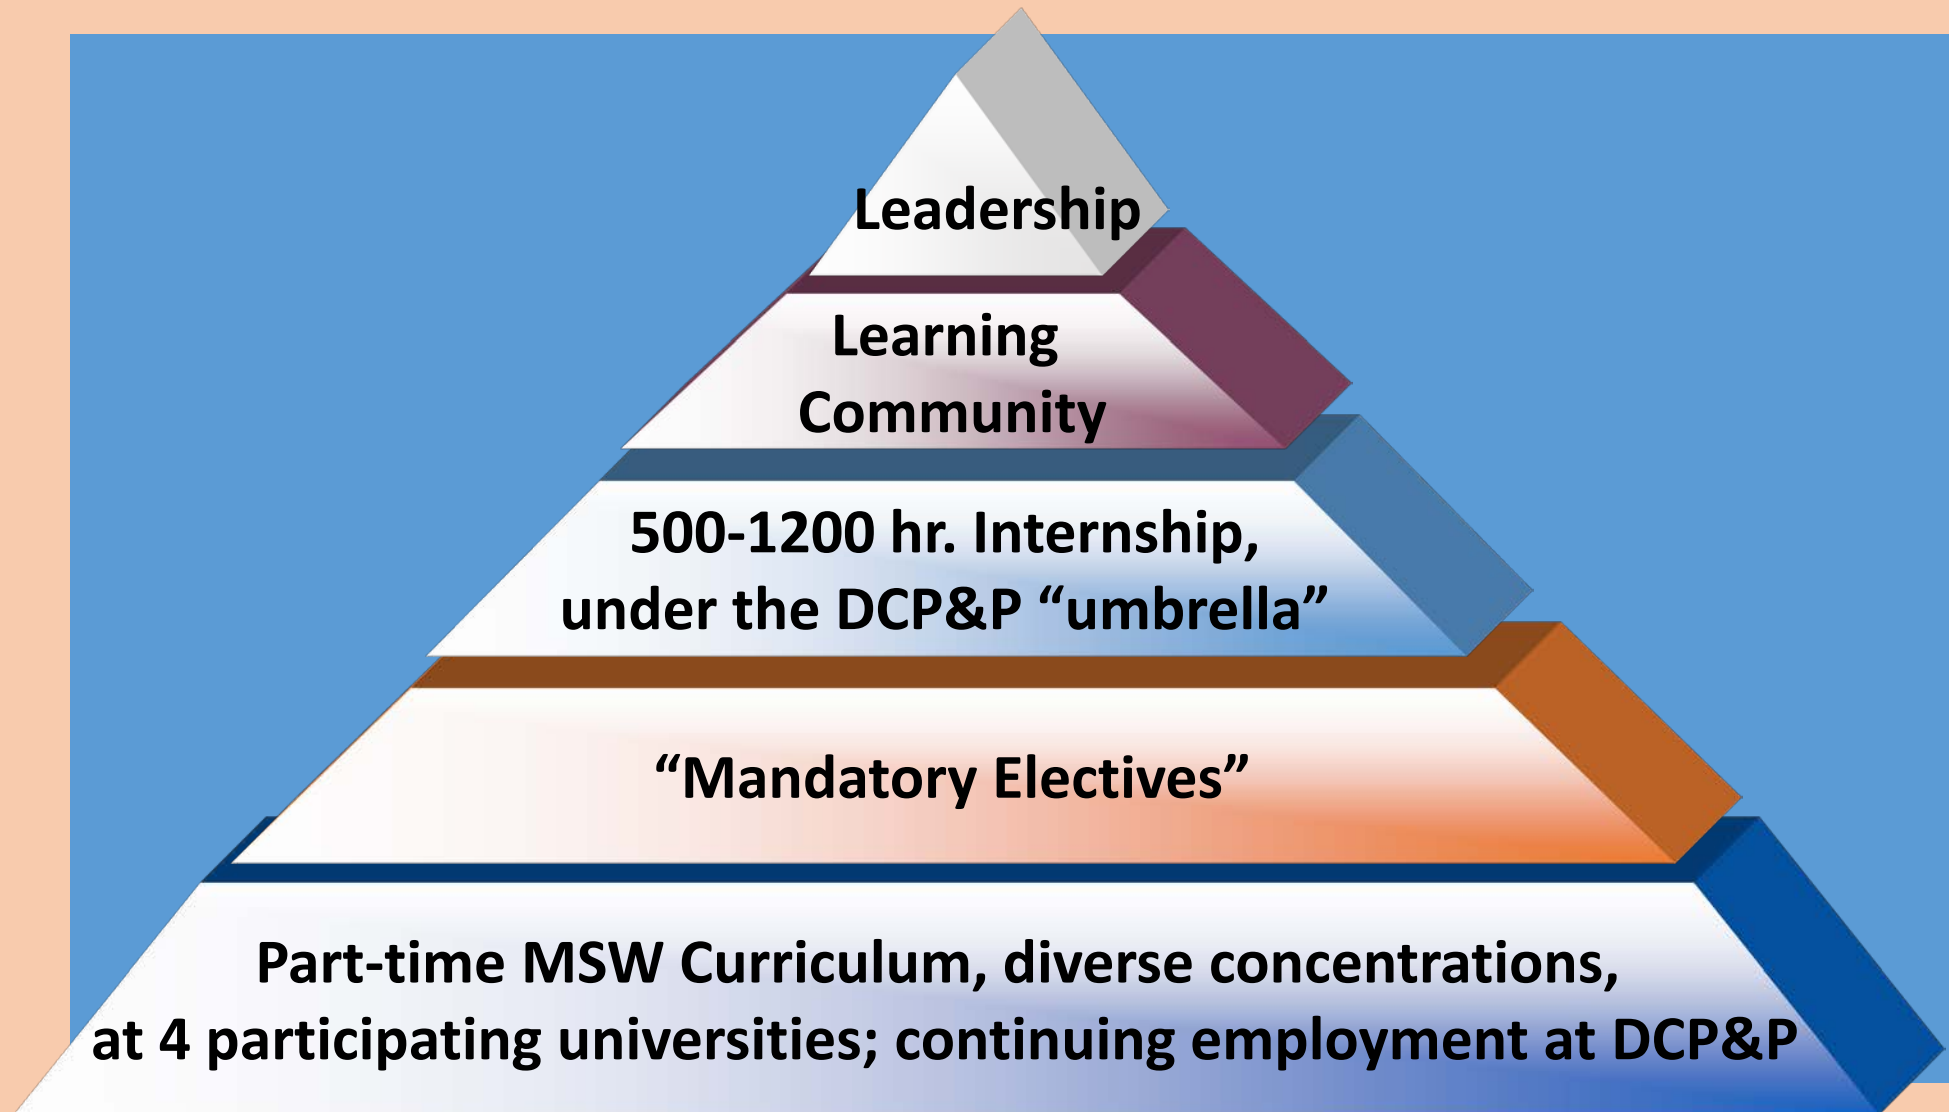 Leadership
Learning
Community
500-1200 hr. Internship,
under the DCP&P “umbrella”
“Mandatory Electives”
Part-time MSW Curriculum, diverse concentrations,
at 4 participating universities; continuing employment at DCP&P